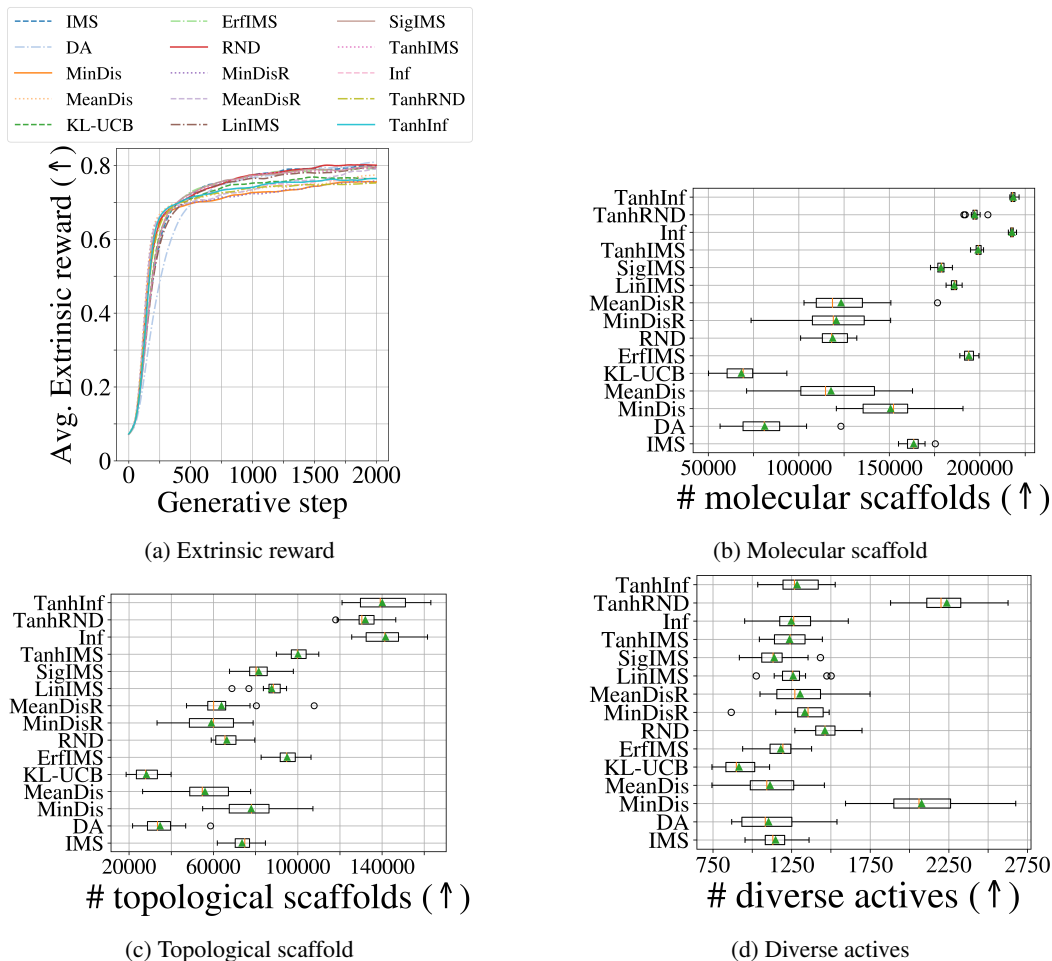 IMS
DA
MinDis
MeanDis
KL-UCB
ErfIMS
RND
MinDisR
MeanDisR
LinIMS
SigIMS
TanhIMS
Inf
TanhRND
TanhInf
Avg. Extrinsic reward (↑)
0.8
0.6
0.4
0.2
0
0 500 1000 1500 2000
Generative step
(a) Extrinsic reward
TanhInf
TanhRND
Inf
TanhIMS
SigIMS
LinIMS
MeanDisR
MinDisR
RND
ErfIMS
KL-UCB
MeanDis
MinDis
DA
IMS
50000 100000 150000 200000
# molecular scaffolds (↑)
(b) Molecular scaffold
TanhInf
TanhRND
Inf
TanhIMS
SigIMS
LinIMS
MeanDisR
MinDisR
RND
ErfIMS
KL-UCB
MeanDis
MinDis
DA
IMS
20000 60000 100000 140000
# topological scaffolds (↑)
(c) Topological scaffold
TanhInf
TanhRND
Inf
TanhIMS
SigIMS
LinIMS
MeanDisR
MinDisR
RND
ErfIMS
KL-UCB
MeanDis
MinDis
DA
IMS
750 1250 1750 2250 2750
# diverse actives (↑)
(d) Diverse actives